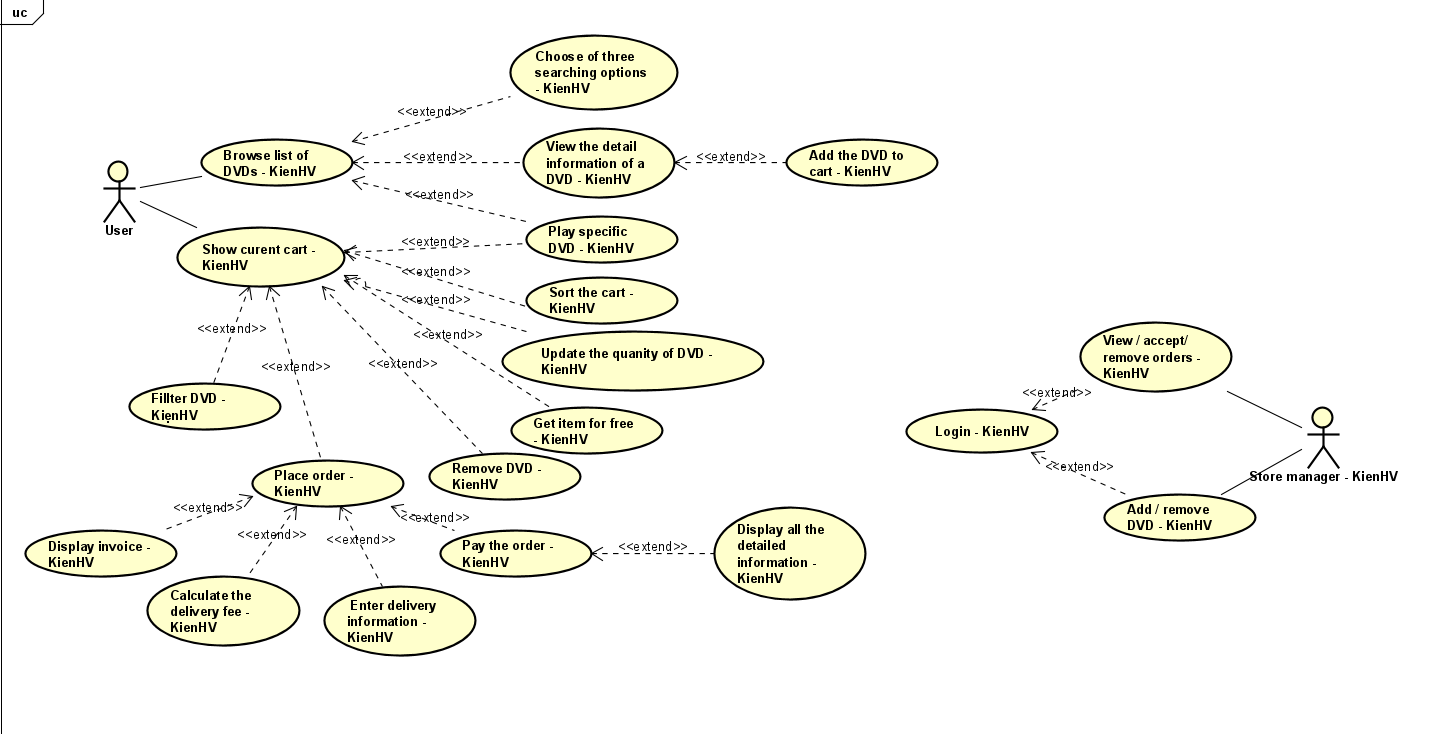 uc
Choose of three
searching options
- KienHV
<<extend>>
Browse list of
DVDs - KienHV
<<extend>>
View the detail
information of a
DVD - KienHV
<<extend>>
Add the DVD to
cart - KienHV
<<extend>>
User
Show curent cart -
KienHV
<<extend>>
Play specific
DVD - KienHV
<<extend>>
Sort the cart -
KienHV
<<extend>>
Update the quanity of DVD -
KienHV
<<extend>>
<<extend>>
<<extend>>
<<extend>>
Fillter DVD -
KienHV
Get item for free
- KienHV
Remove DVD -
KienHV
Place order -
KienHV
<<extend>>
<<extend>>
<<extend>>
<<extend>>
Display invoice -
KienHV
Calculate the
delivery fee -
KienHV
Enter delivery
information -
KienHV
Pay the order -
KienHV
<<extend>>
Display all the
detailed
information -
KienHV
View / accept/
remove orders -
KienHV
<<extend>>
Login - KienHV
<<extend>>
Store manager - KienHV
Add / remove
DVD - KienHV